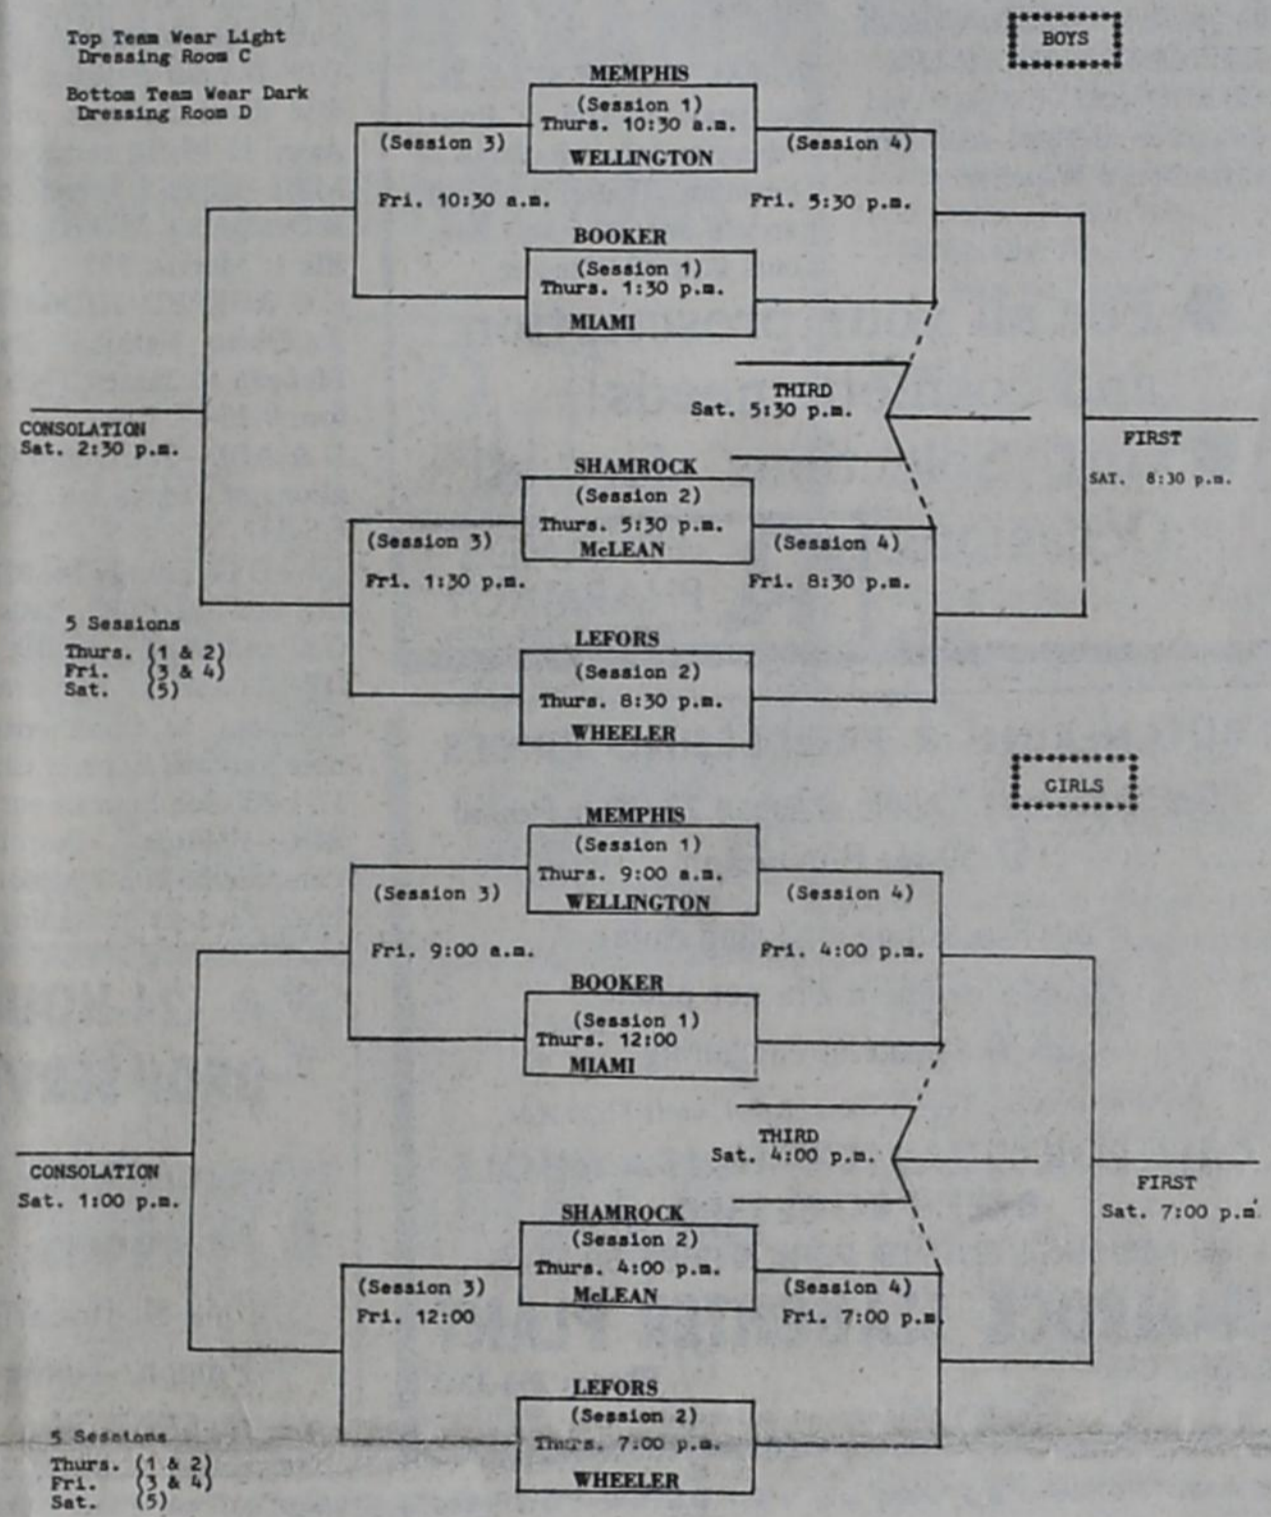 Top Team Wear Light
Dressing Room C
Bottom Team Wear Dark
Dressing Room D
BOYS
MEMPHIS
(Session 1)
Thurs. 10:30 a.m.
WELLINGTON
(Session 3)
(Session 4)
Fri. 10:30 a.m.
Fri. 5:30 p.m.
BOOKER
(Session 1)
Thurs. 1:30 p.m.
MIAMI
THIRD
Sat. 5:30 p.m.
CONSOLATION
Sat. 2:30 p.m.
FIRST
SAT. 8:30 p.m.
SHAMROCK
(Session 2)
Thurs. 5:30 p.m.
McLEAN
(Session 3)
(Session 4)
Fri. 1:30 p.m.
Fri. 8:30 p.m.
5 Sessions
Thurs. (1 & 2)
Fri. (3 & 4)
Sat. (5)
LEFORS
(Session 2)
Thurs. 8:30 p.m.
WHEELER
GIRLS
MEMPHIS
(Session 1)
Thurs. 9:00 a.m.
WELLINGTON
(Session 3)
(Session 4)
Fri. 9:00 a.m.
Fri. 4:00 p.m.
BOOKER
(Session 1)
Thurs. 12:00
MIAMI
THIRD
Sat. 4:00 p.m.
CONSOLATION
Sat. 1:00 p.m.
FIRST
Sat. 7:00 p.m
SHAMROCK
(Session 2)
Thurs. 4:00 p.m.
McLEAN
(Session 3)
(Session 4)
Fri. 12:00
Fri. 7:00 p.m
LEFORS
(Session 2)
Thurs. 7:00 p.m.
WHEELER
5 Sessions
Thurs. (1 & 2)
Fri. (3 & 4)
Sat. (5)